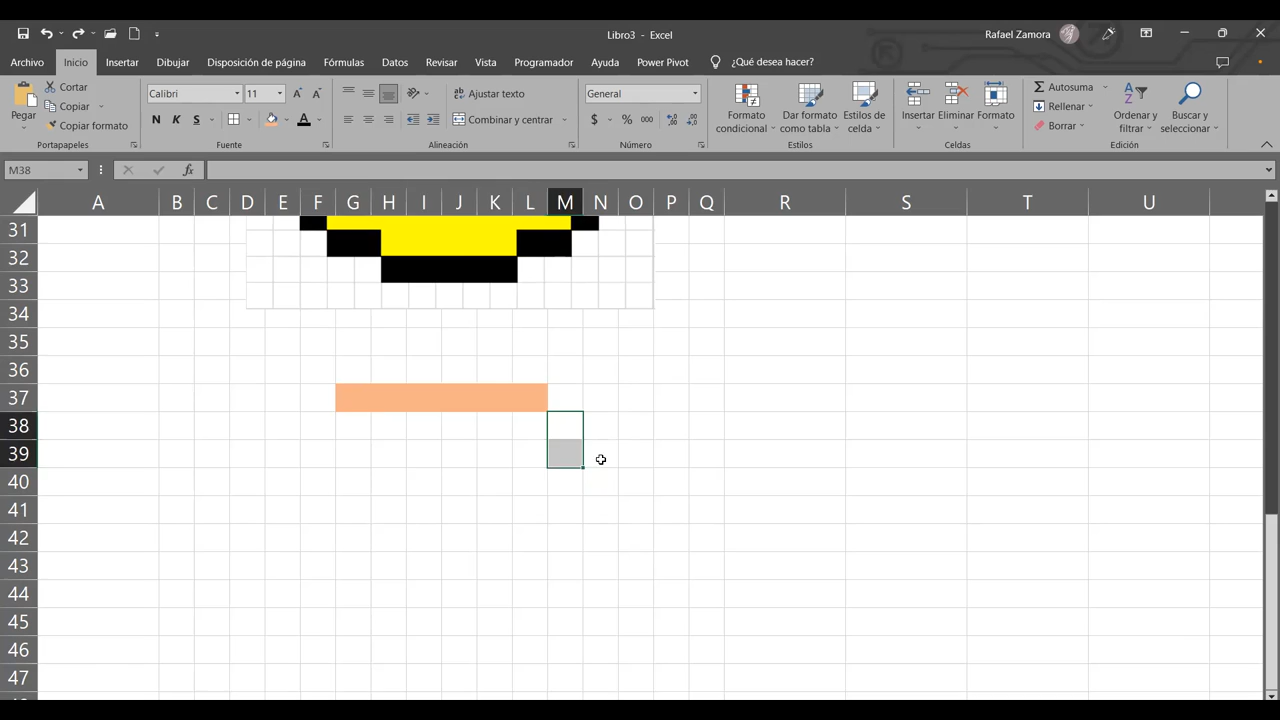 Libro3 - Excel
Rafael Zamora
Archivo Inicio Insertar Dibujar Disposición de página Fórmulas Datos Revisar Vista Programador Ayuda Power Pivot ¿Qué desea hacer?
Pegar
Cortar
Copiar
Copiar formato
Portapapeles
Calibri 11
N K S A
Fuente
Ajustar texto
Combinar y centrar
Alineación
General
$ % 000
Número
Formato condicional
Dar formato como tabla
Estilos de celda
Estilos
Insertar
Eliminar
Formato
Celdas
Autosuma
Rellenar
Borrar
Ordenar y filtrar
Buscar y seleccionar
Edición
M38 fx
A B C D E F G H I J K L M N O P Q R S T U
31
32
33
34
35
36
37
38
39
40
41
42
43
44
45
46
47